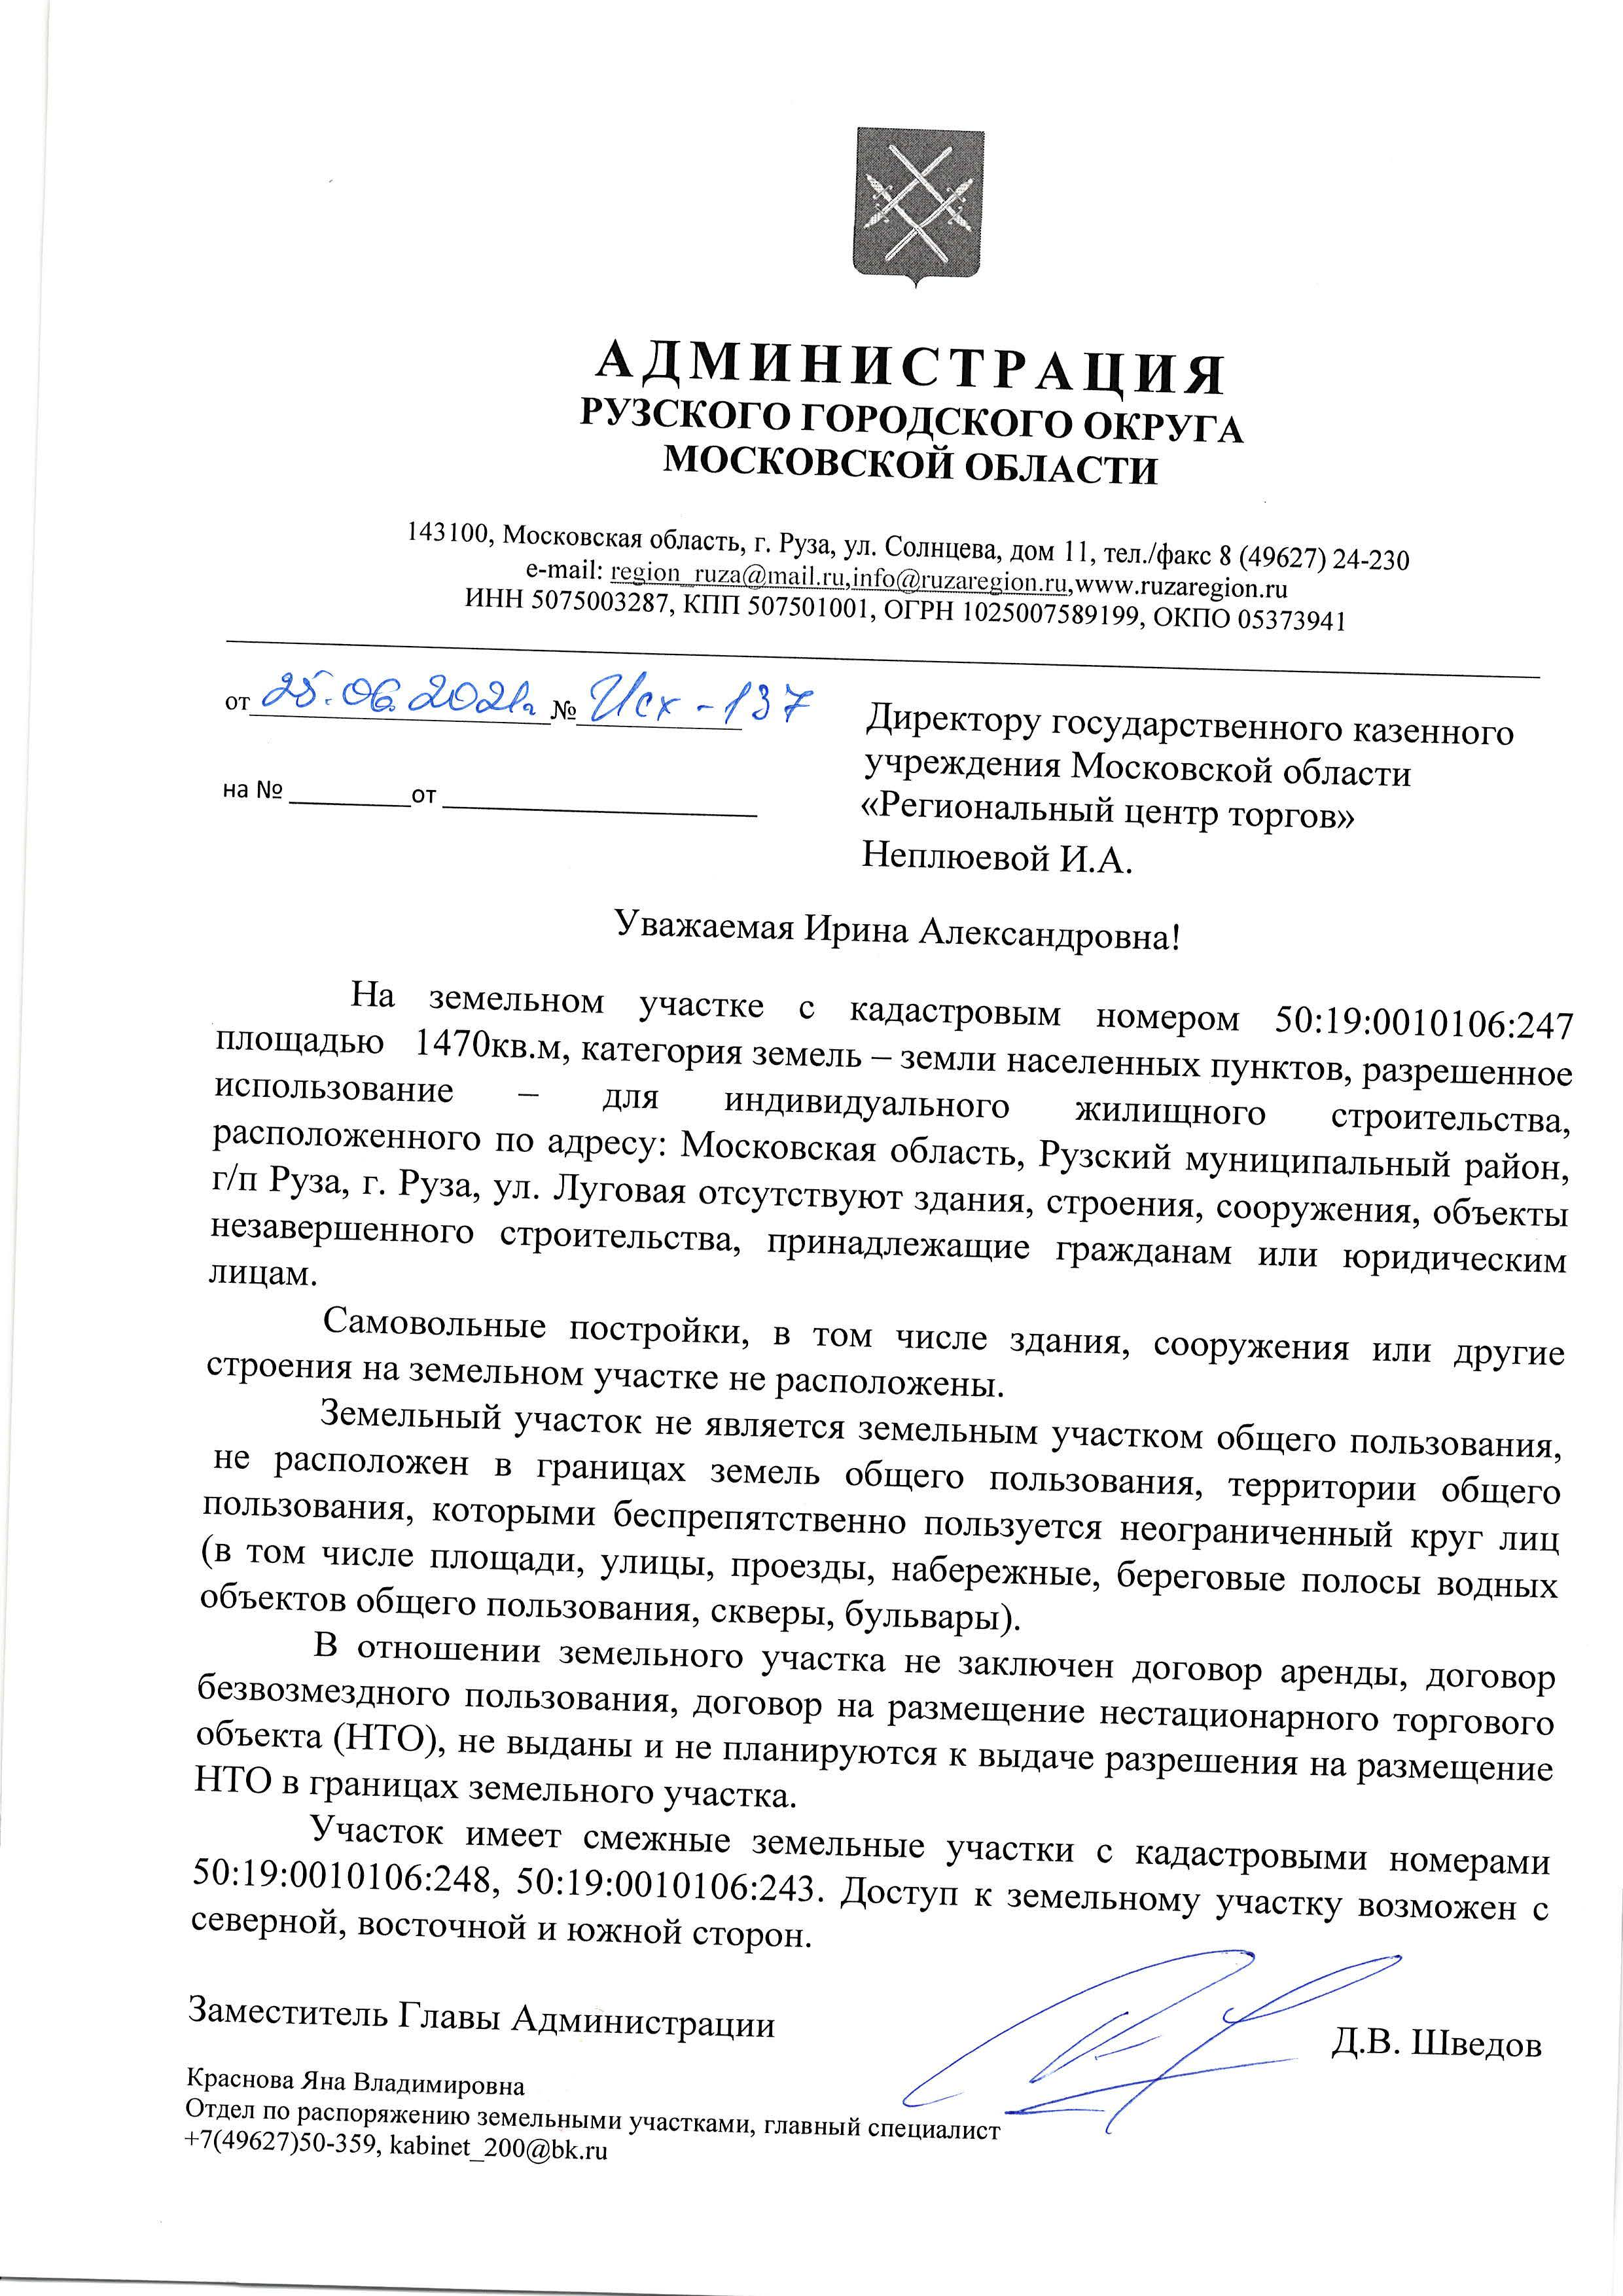 АДМИНИСТРАЦИЯ
РУЗСКОГО ГОРОДСКОГО ОКРУГА
МОСКОВСКОЙ ОБЛАСТИ
143100, Московская область, г. Руза, ул. Солнцева, дом 11, тел./факс 8 (49627) 24-230
e-mail: region_ruza@mail.ru,info@ruzaregion.ru,www.ruzaregion.ru
ИНН 5075003287, КПП 507501001, ОГРН 1025007589199, ОКПО 05373941
от 25.06.2021г. № Исх-137
на № ________от ____________
Директору государственного казенного
учреждения Московской области
«Региональный центр торгов»
Неплюевой И.А.
Уважаемая Ирина Александровна!
На земельном участке с кадастровым номером 50:19:0010106:247
площадью 1470кв.м, категория земель – земли населенных пунктов, разрешенное
использование – для индивидуального жилищного строительства,
расположенного по адресу: Московская область, Рузский муниципальный район,
г/п Руза, г. Руза, ул. Луговая отсутствуют здания, строения, сооружения, объекты
незавершенного строительства, принадлежащие гражданам или юридическим
лицам.
Самовольные постройки, в том числе здания, сооружения или другие
строения на земельном участке не расположены.
Земельный участок не является земельным участком общего пользования,
не расположен в границах земель общего пользования, территории общего
пользования, которыми беспрепятственно пользуется неограниченный круг лиц
(в том числе площади, улицы, проезды, набережные, береговые полосы водных
объектов общего пользования, скверы, бульвары).
В отношении земельного участка не заключен договор аренды, договор
безвозмездного пользования, договор на размещение нестационарного торгового
объекта (НТО), не выданы и не планируются к выдаче разрешения на размещение
НТО в границах земельного участка.
Участок имеет смежные земельные участки с кадастровыми номерами
50:19:0010106:248, 50:19:0010106:243. Доступ к земельному участку возможен с
северной, восточной и южной сторон.
Заместитель Главы Администрации
Д.В. Шведов
Краснова Яна Владимировна
Отдел по распоряжению земельными участками, главный специалист
+7(49627)50-359, kabinet_200@bk.ru